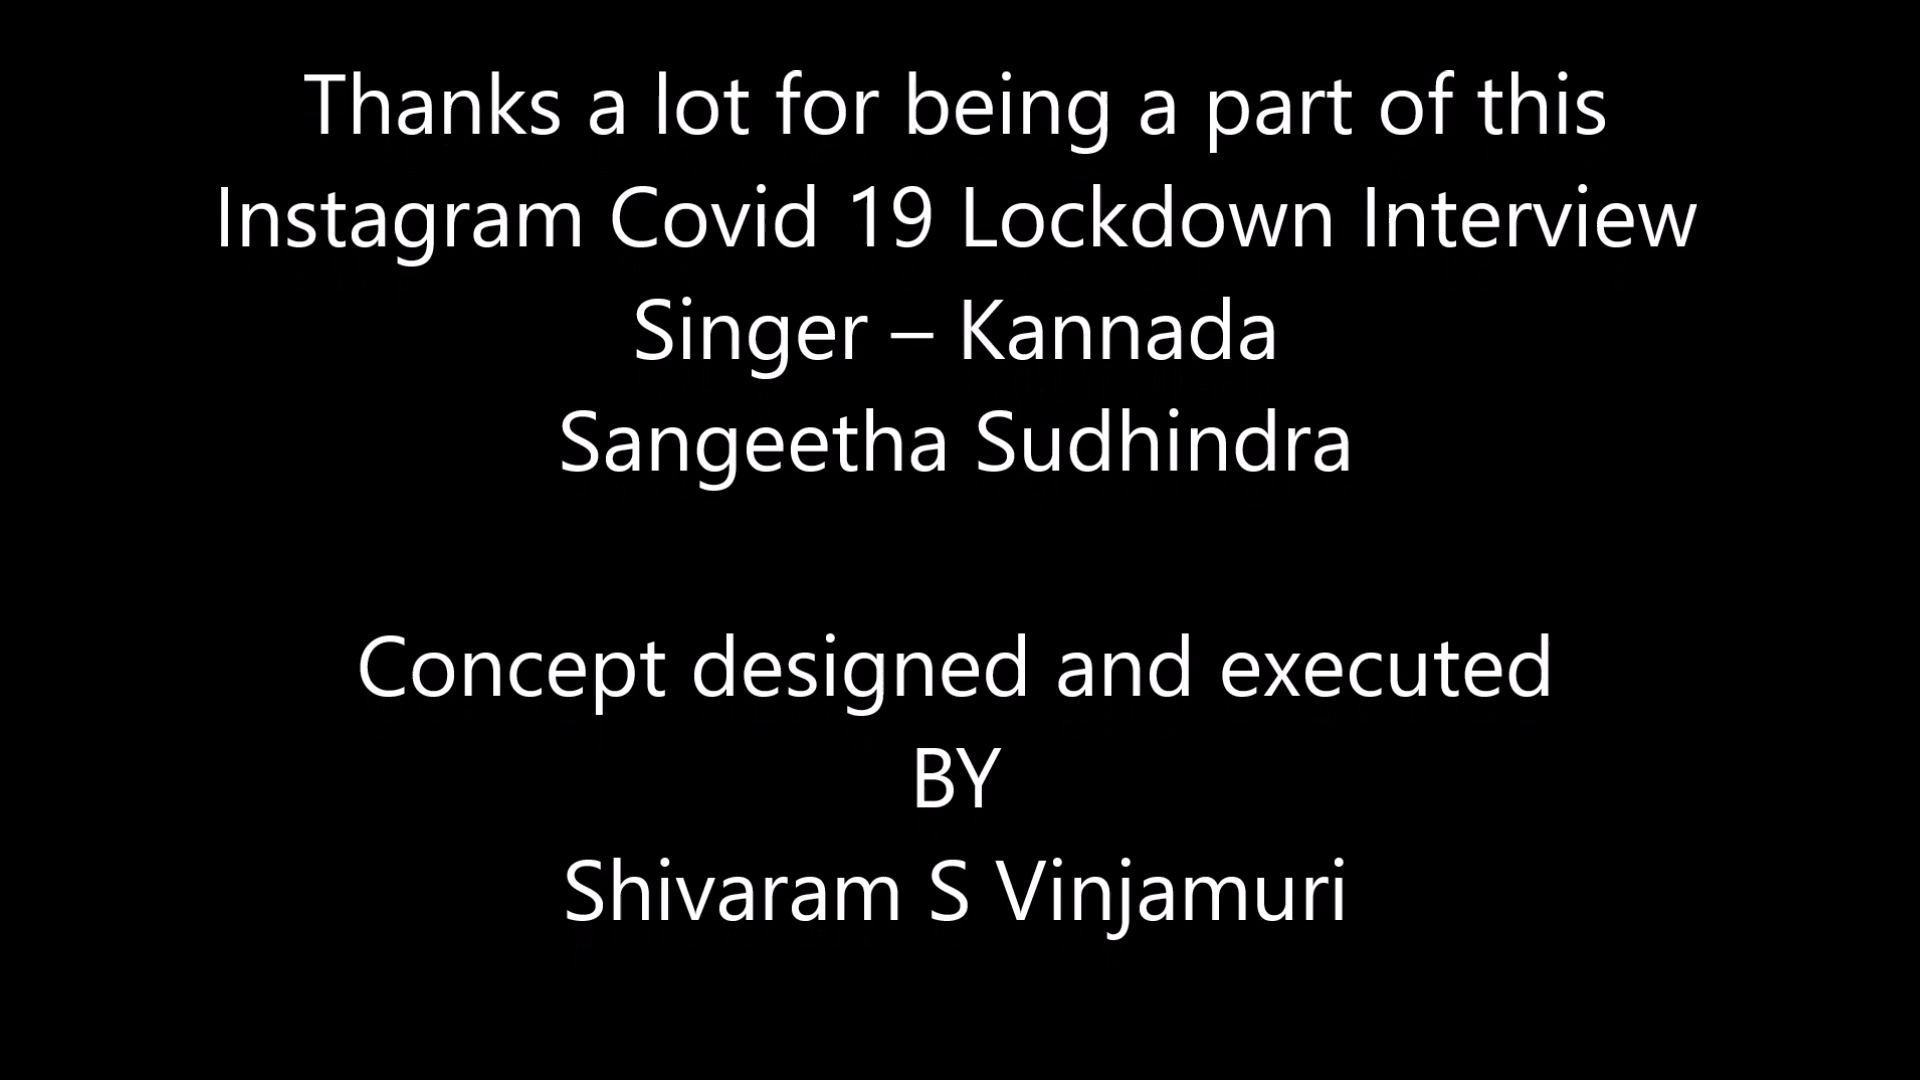 Thanks a lot for being a part of this
Instagram Covid 19 Lockdown Interview
Singer – Kannada
Sangeetha Sudhindra
Concept designed and executed
BY
Shivaram S Vinjamuri